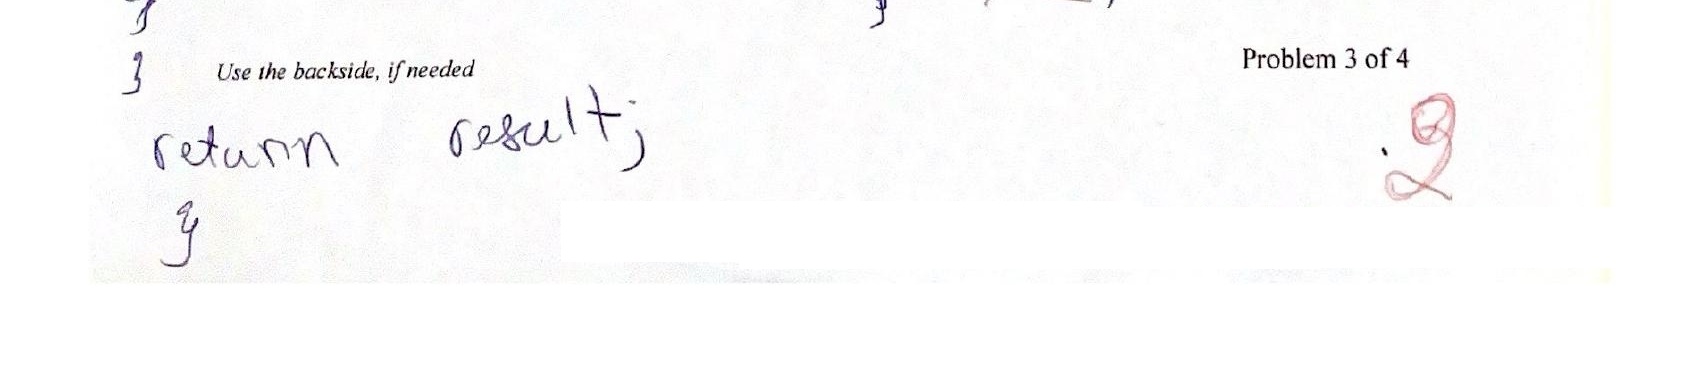 }
}
} Use the backside, if needed Problem 3 of 4
return result;
}